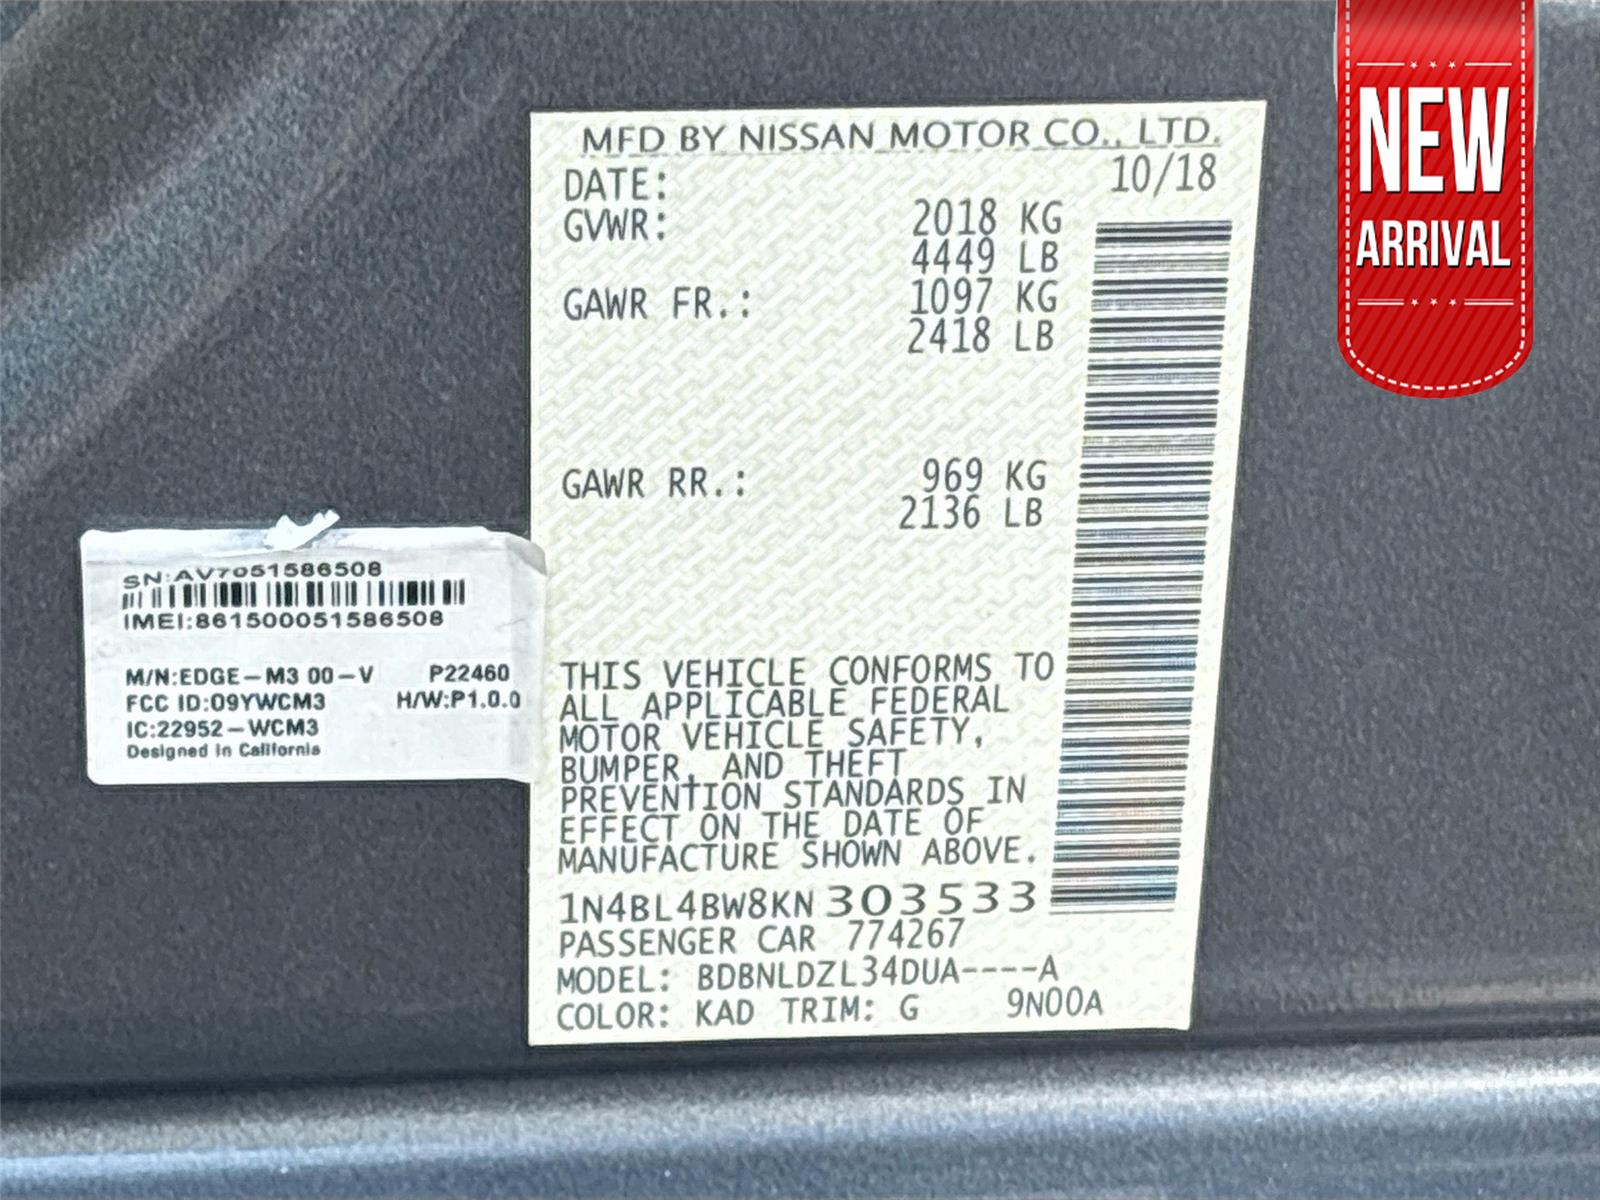 MFD BY NISSAN MOTOR CO., LTD.
DATE: 10/18
GVWR: 2018 KG
4449 LB
GAWR FR.: 1097 KG
2418 LB
GAWR RR.: 969 KG
2136 LB
THIS VEHICLE CONFORMS TO
ALL APPLICABLE FEDERAL
MOTOR VEHICLE SAFETY,
BUMPER, AND THEFT
PREVENTION STANDARDS IN
EFFECT ON THE DATE OF
MANUFACTURE SHOWN ABOVE.
1N4BL4BW8KN303533
PASSENGER CAR 774267
MODEL: BDBNLDZL34DUA----A
COLOR: KAD TRIM: G 9N00A
SN:AV7051586508
IMEI:861500051586508
M/N:EDGE-M3 00-V P22460
FCC ID:09YWCM3 H/W:P1.0.0
IC:22952-WCM3
Designed in California
NEW
ARRIVAL